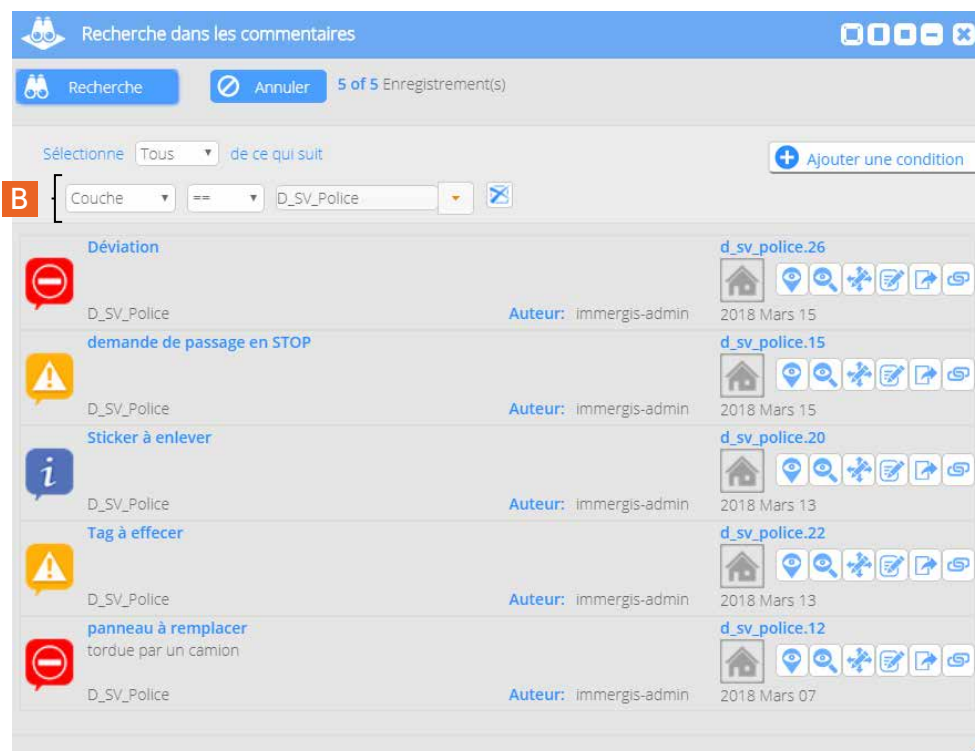 Recherche dans les commentaires
Recherche Annuler 5 of 5 Enregistrement(s)
Sélectionne Tous de ce qui suit
Ajouter une condition
B Couche == D_SV_Police
Déviation d_sv_police.26
D_SV_Police Auteur: immergis-admin 2018 Mars 15
demande de passage en STOP d_sv_police.15
D_SV_Police Auteur: immergis-admin 2018 Mars 15
Sticker à enlever d_sv_police.20
i
D_SV_Police Auteur: immergis-admin 2018 Mars 13
Tag à effecer d_sv_police.22
D_SV_Police Auteur: immergis-admin 2018 Mars 13
panneau à remplacer d_sv_police.12
tordue par un camion
D_SV_Police Auteur: immergis-admin 2018 Mars 07